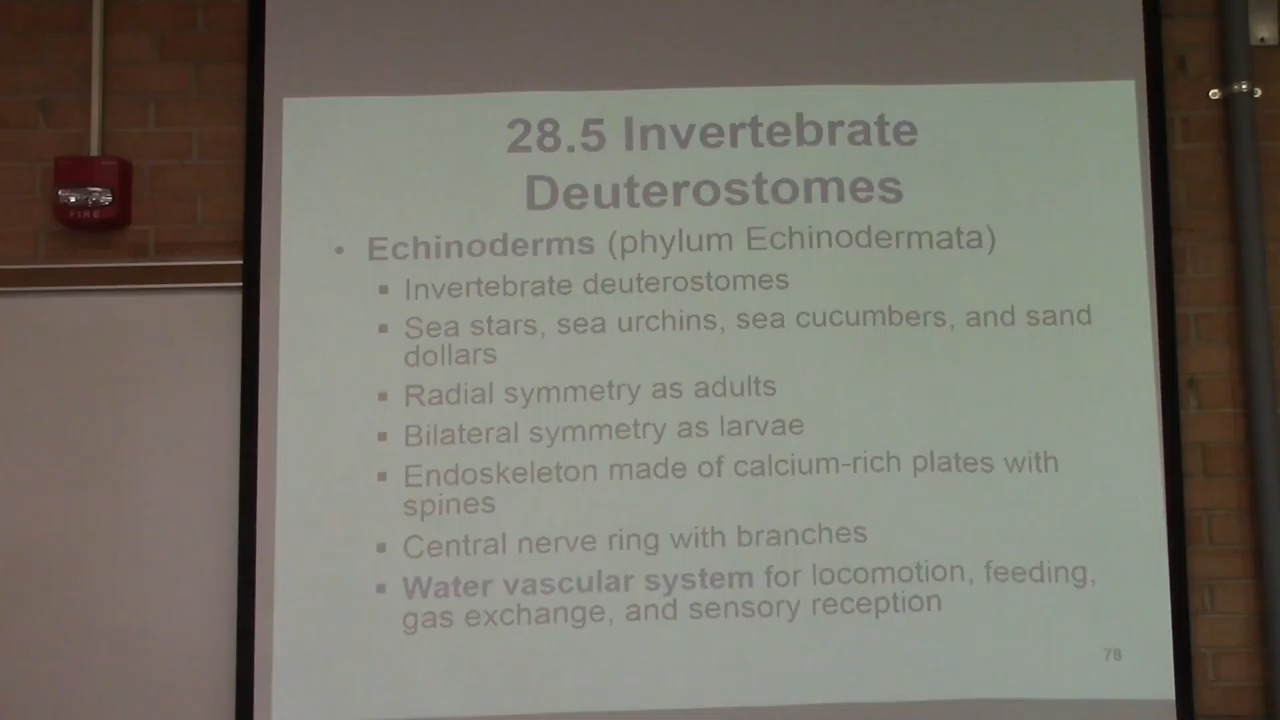 FIRE
28.5 Invertebrate
Deuterostomes
• Echinoderms (phylum Echinodermata)
▪ Invertebrate deuterostomes
▪ Sea stars, sea urchins, sea cucumbers, and sand
dollars
▪ Radial symmetry as adults
▪ Bilateral symmetry as larvae
▪ Endoskeleton made of calcium-rich plates with
spines
▪ Central nerve ring with branches
▪ Water vascular system for locomotion, feeding,
gas exchange, and sensory reception
78